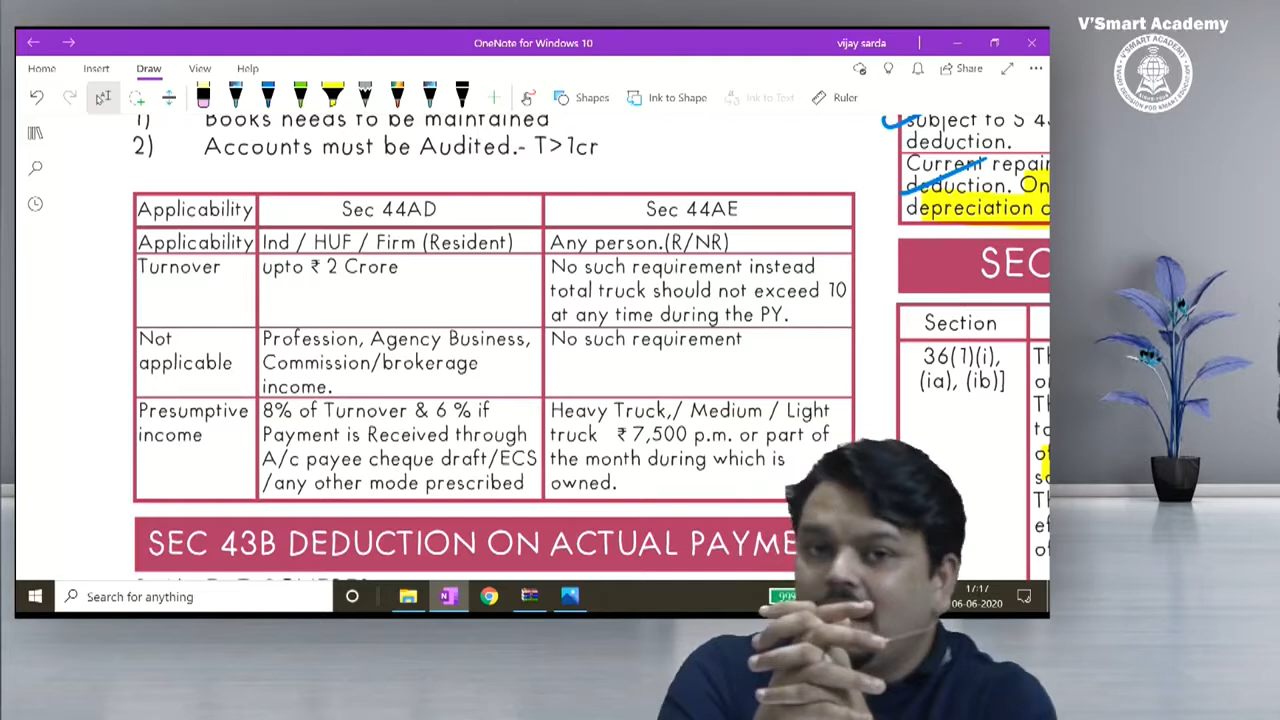 V'Smart Academy
OneNote for Windows 10
vijay sarda
Home Insert Draw View Help
Share
Shapes Ink to Shape Ink to Text Ruler
1) Books needs to be maintained
2) Accounts must be Audited.- T>1cr
Applicability Sec 44AD Sec 44AE
Applicability Ind / HUF / Firm (Resident) Any person.(R/NR)
Turnover upto ₹ 2 Crore No such requirement instead
total truck should not exceed 10
at any time during the PY.
Not Profession, Agency Business, No such requirement
applicable Commission/brokerage
income.
Presumptive 8% of Turnover & 6 % if Heavy Truck,/ Medium / Light
income Payment is Received through truck ₹ 7,500 p.m. or part of
A/c payee cheque draft/ECS the month during which is
/any other mode prescribed owned.
SEC 43B DEDUCTION ON ACTUAL PAYME
subject to S 43
deduction.
Current repair
deduction. On
depreciation
SEC
Section
36(1)(i),
(ia), (ib)]
Search for anything
17:17
06-06-2020